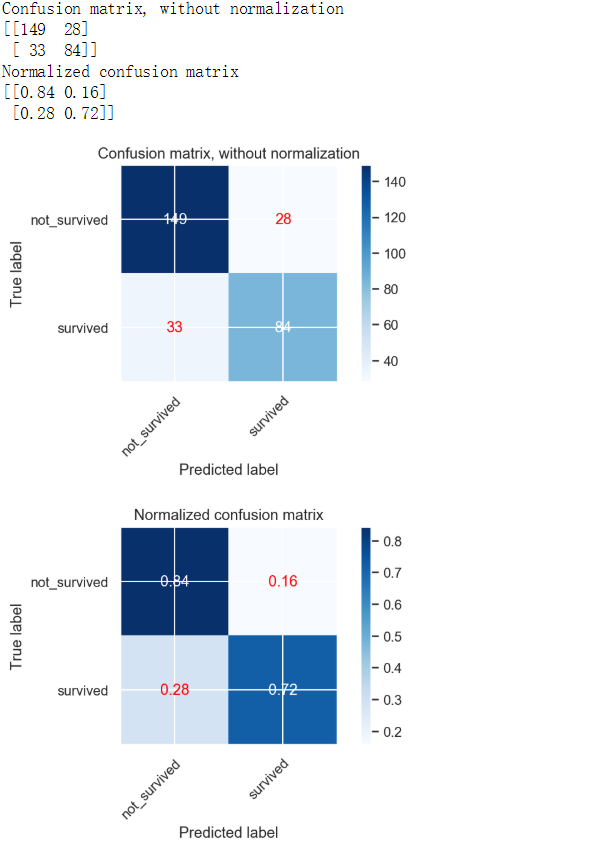 Confusion matrix, without normalization
[[149  28]
 [ 33  84]]
Normalized confusion matrix
[[0.84 0.16]
 [0.28 0.72]]
Confusion matrix, without normalization
140
not_survived 149 28
120
100
True label
80
survived 33 84
60
40
not_survived survived
Predicted label
Normalized confusion matrix
0.8
not_survived 0.84 0.16
0.7
0.6
True label
0.5
0.4
survived 0.28 0.72
0.3
0.2
not_survived survived
Predicted label